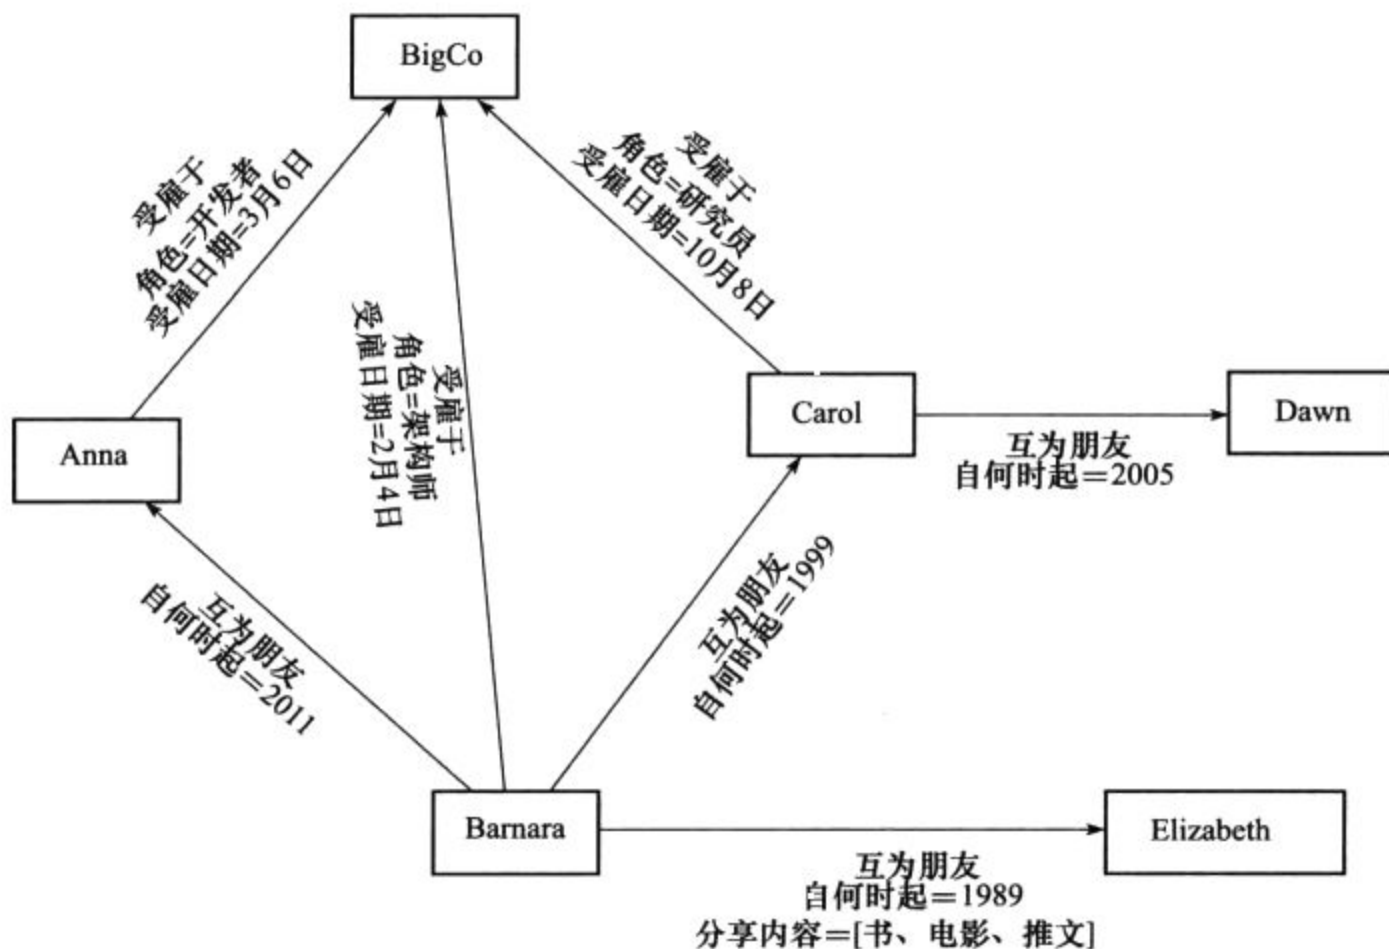 BigCo
受雇于
角色=开发者
受雇日期=3月6日
受雇于
角色=研究员
受雇日期=10月8日
受雇于
角色=架构师
受雇日期=2月4日
Anna
Carol
Dawn
互为朋友
自何时起=2005
互为朋友
自何时起=2011
互为朋友
自何时起=1999
Barnara
Elizabeth
互为朋友
自何时起=1989
分享内容=[书、电影、推文]